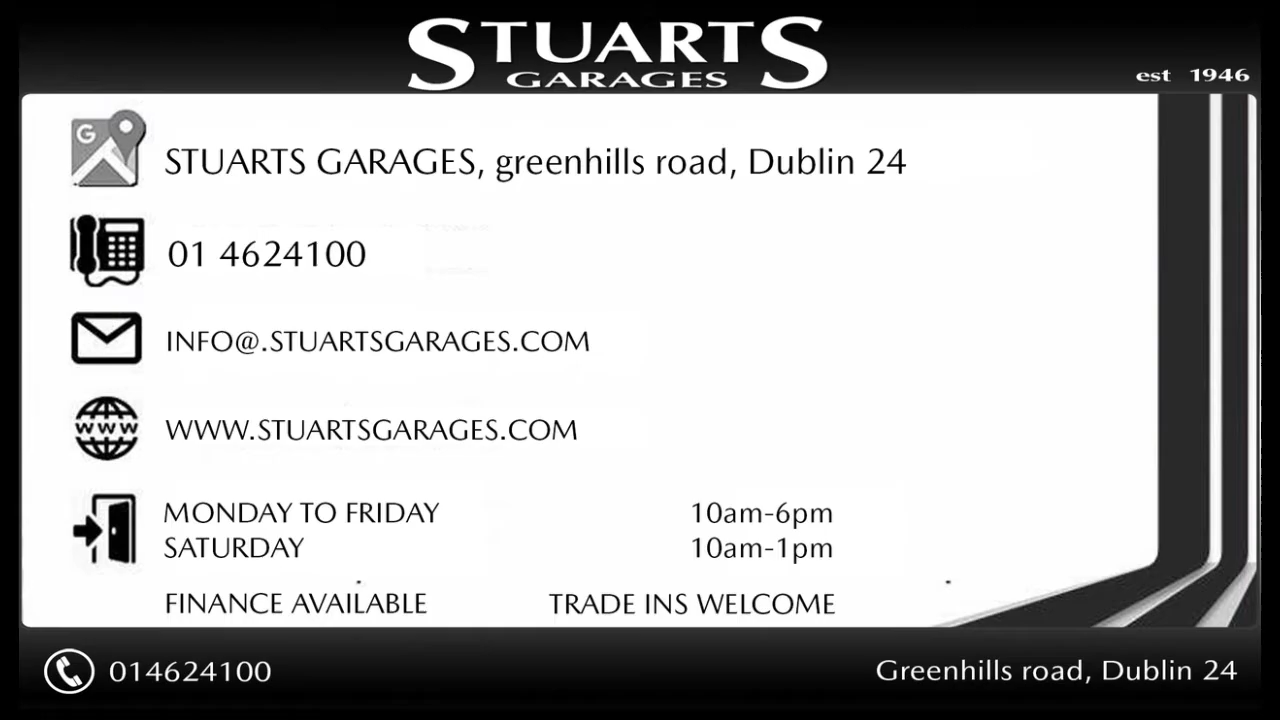 STUARTS
GARAGES
est 1946
G
STUARTS GARAGES, greenhills road, Dublin 24
01 4624100
INFO@.STUARTSGARAGES.COM
WWW
WWW.STUARTSGARAGES.COM
MONDAY TO FRIDAY 10am-6pm
SATURDAY 10am-1pm
FINANCE AVAILABLE TRADE INS WELCOME
014624100 Greenhills road, Dublin 24